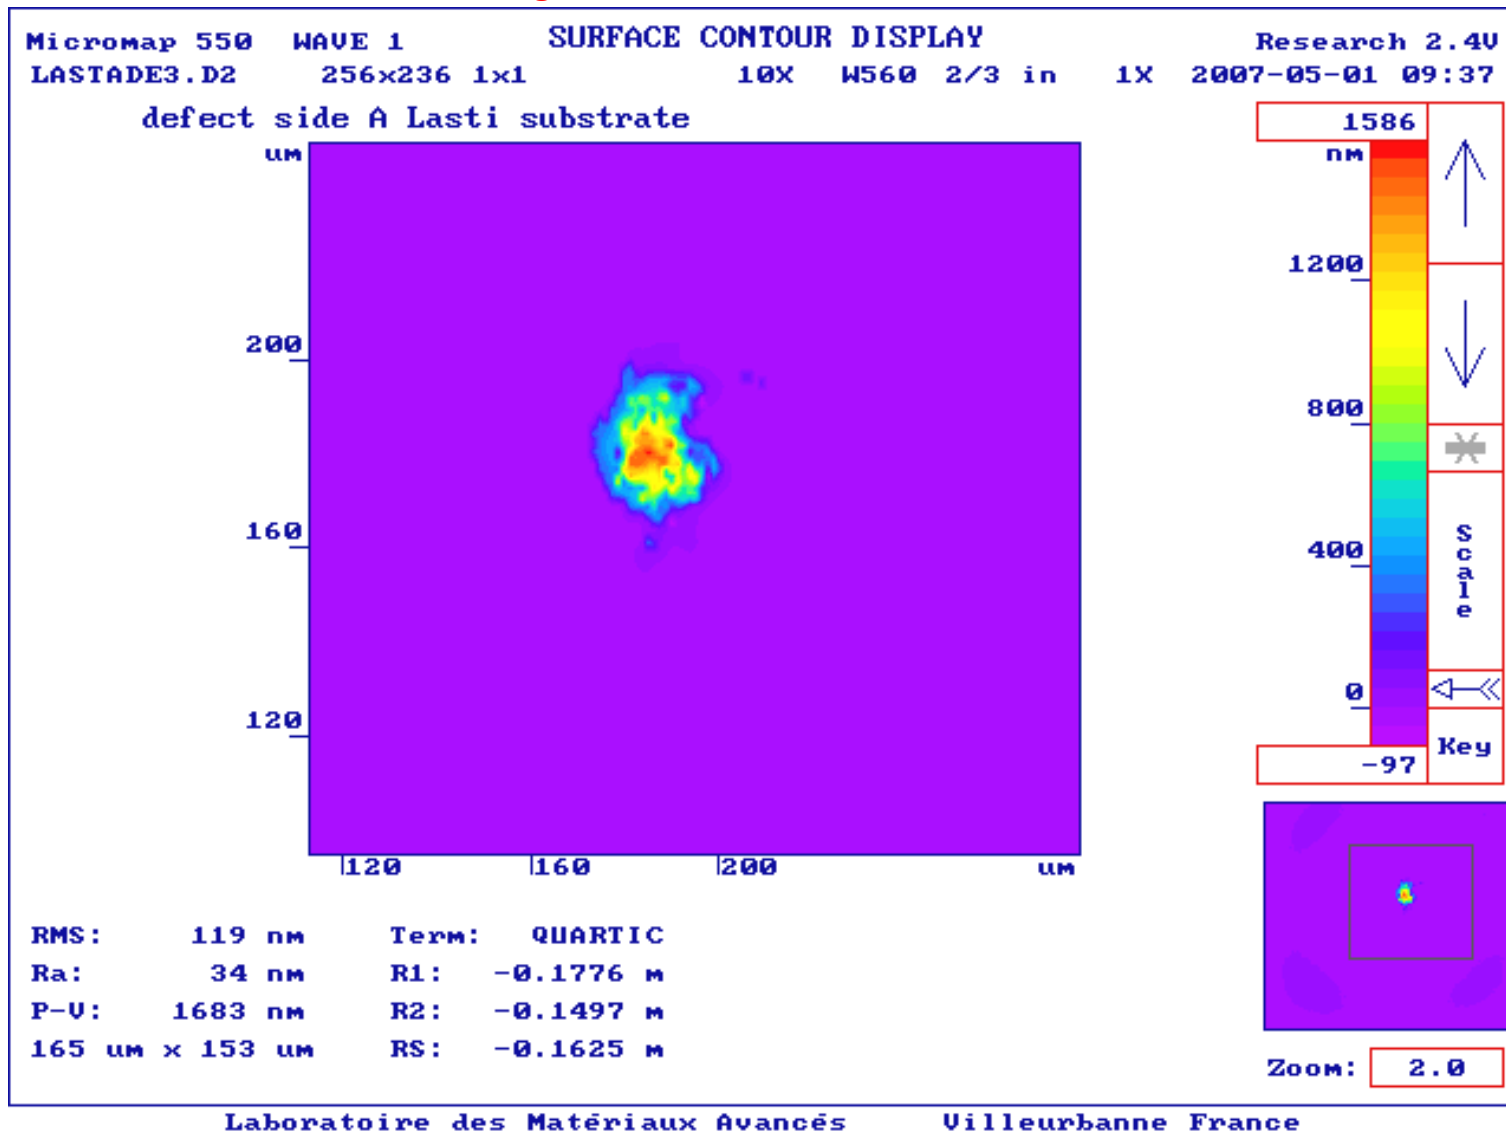 Micromap 550 WAVE 1 SURFACE CONTOUR DISPLAY Research 2.4V
LASTADE3.D2 256x236 1x1 10X W560 2/3 in 1X 2007-05-01 09:37
defect side A Lasti substrate
um
200
160
120
120 160 200 um
1586
nm
1200
800
400
0
-97
Scale
Key
RMS: 119 nm Term: QUARTIC
Ra: 34 nm R1: -0.1776 m
P-V: 1683 nm R2: -0.1497 m
165 um x 153 um RS: -0.1625 m
Zoom: 2.0
Laboratoire des Matériaux Avancés Villeurbanne France